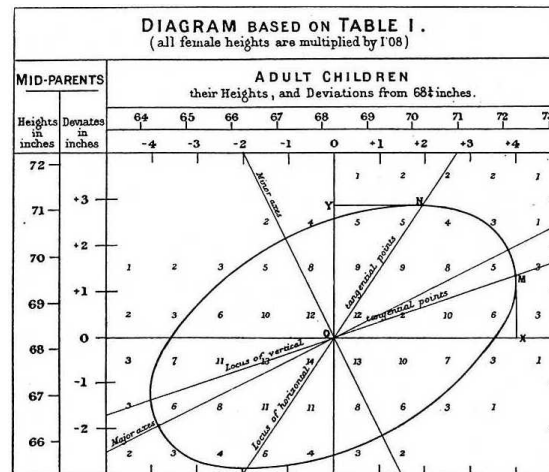 DIAGRAM BASED ON TABLE I.
(all female heights are multiplied by 1'08)
MID-PARENTS
ADULT CHILDREN
their Heights, and Deviations from 68¼ inches.
Heights in inches
Deviates in inches
64 65 66 67 68 69 70 71 72 73
-4 -3 -2 -1 0 +1 +2 +3 +4
72
1 2 2 2 1
Minor axes
+3
71
Y N
2 4 5 5 4 3 1
+2
70
1 2 3 5 8 9 9 8 5 3
tangential points
M
+1
69
2 3 6 10 12 12 2 10 6 3
tangential points
0
O
X
68
Locus of vertical
3 7 11 13 14 13 10 7 3 1
-1
67
3 6 8 11 11 8 6 3 1
Locus of horizontal
Major axes
-2
66
2 3 4 6 4 3 2